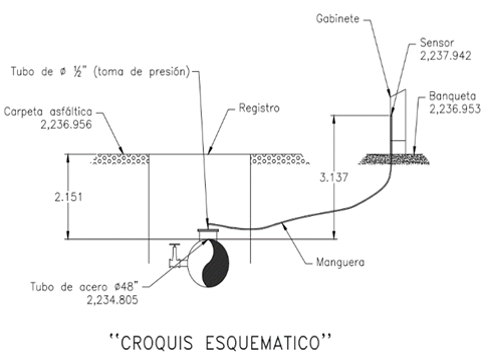 Gabinete
Sensor
2,237.942
Tubo de ø ½" (toma de presión)
Banqueta
2,236.953
Carpeta asfáltica
2,236.956
Registro
2.151
3.137
Manguera
Tubo de acero ø48"
2,234.805
"CROQUIS ESQUEMATICO"